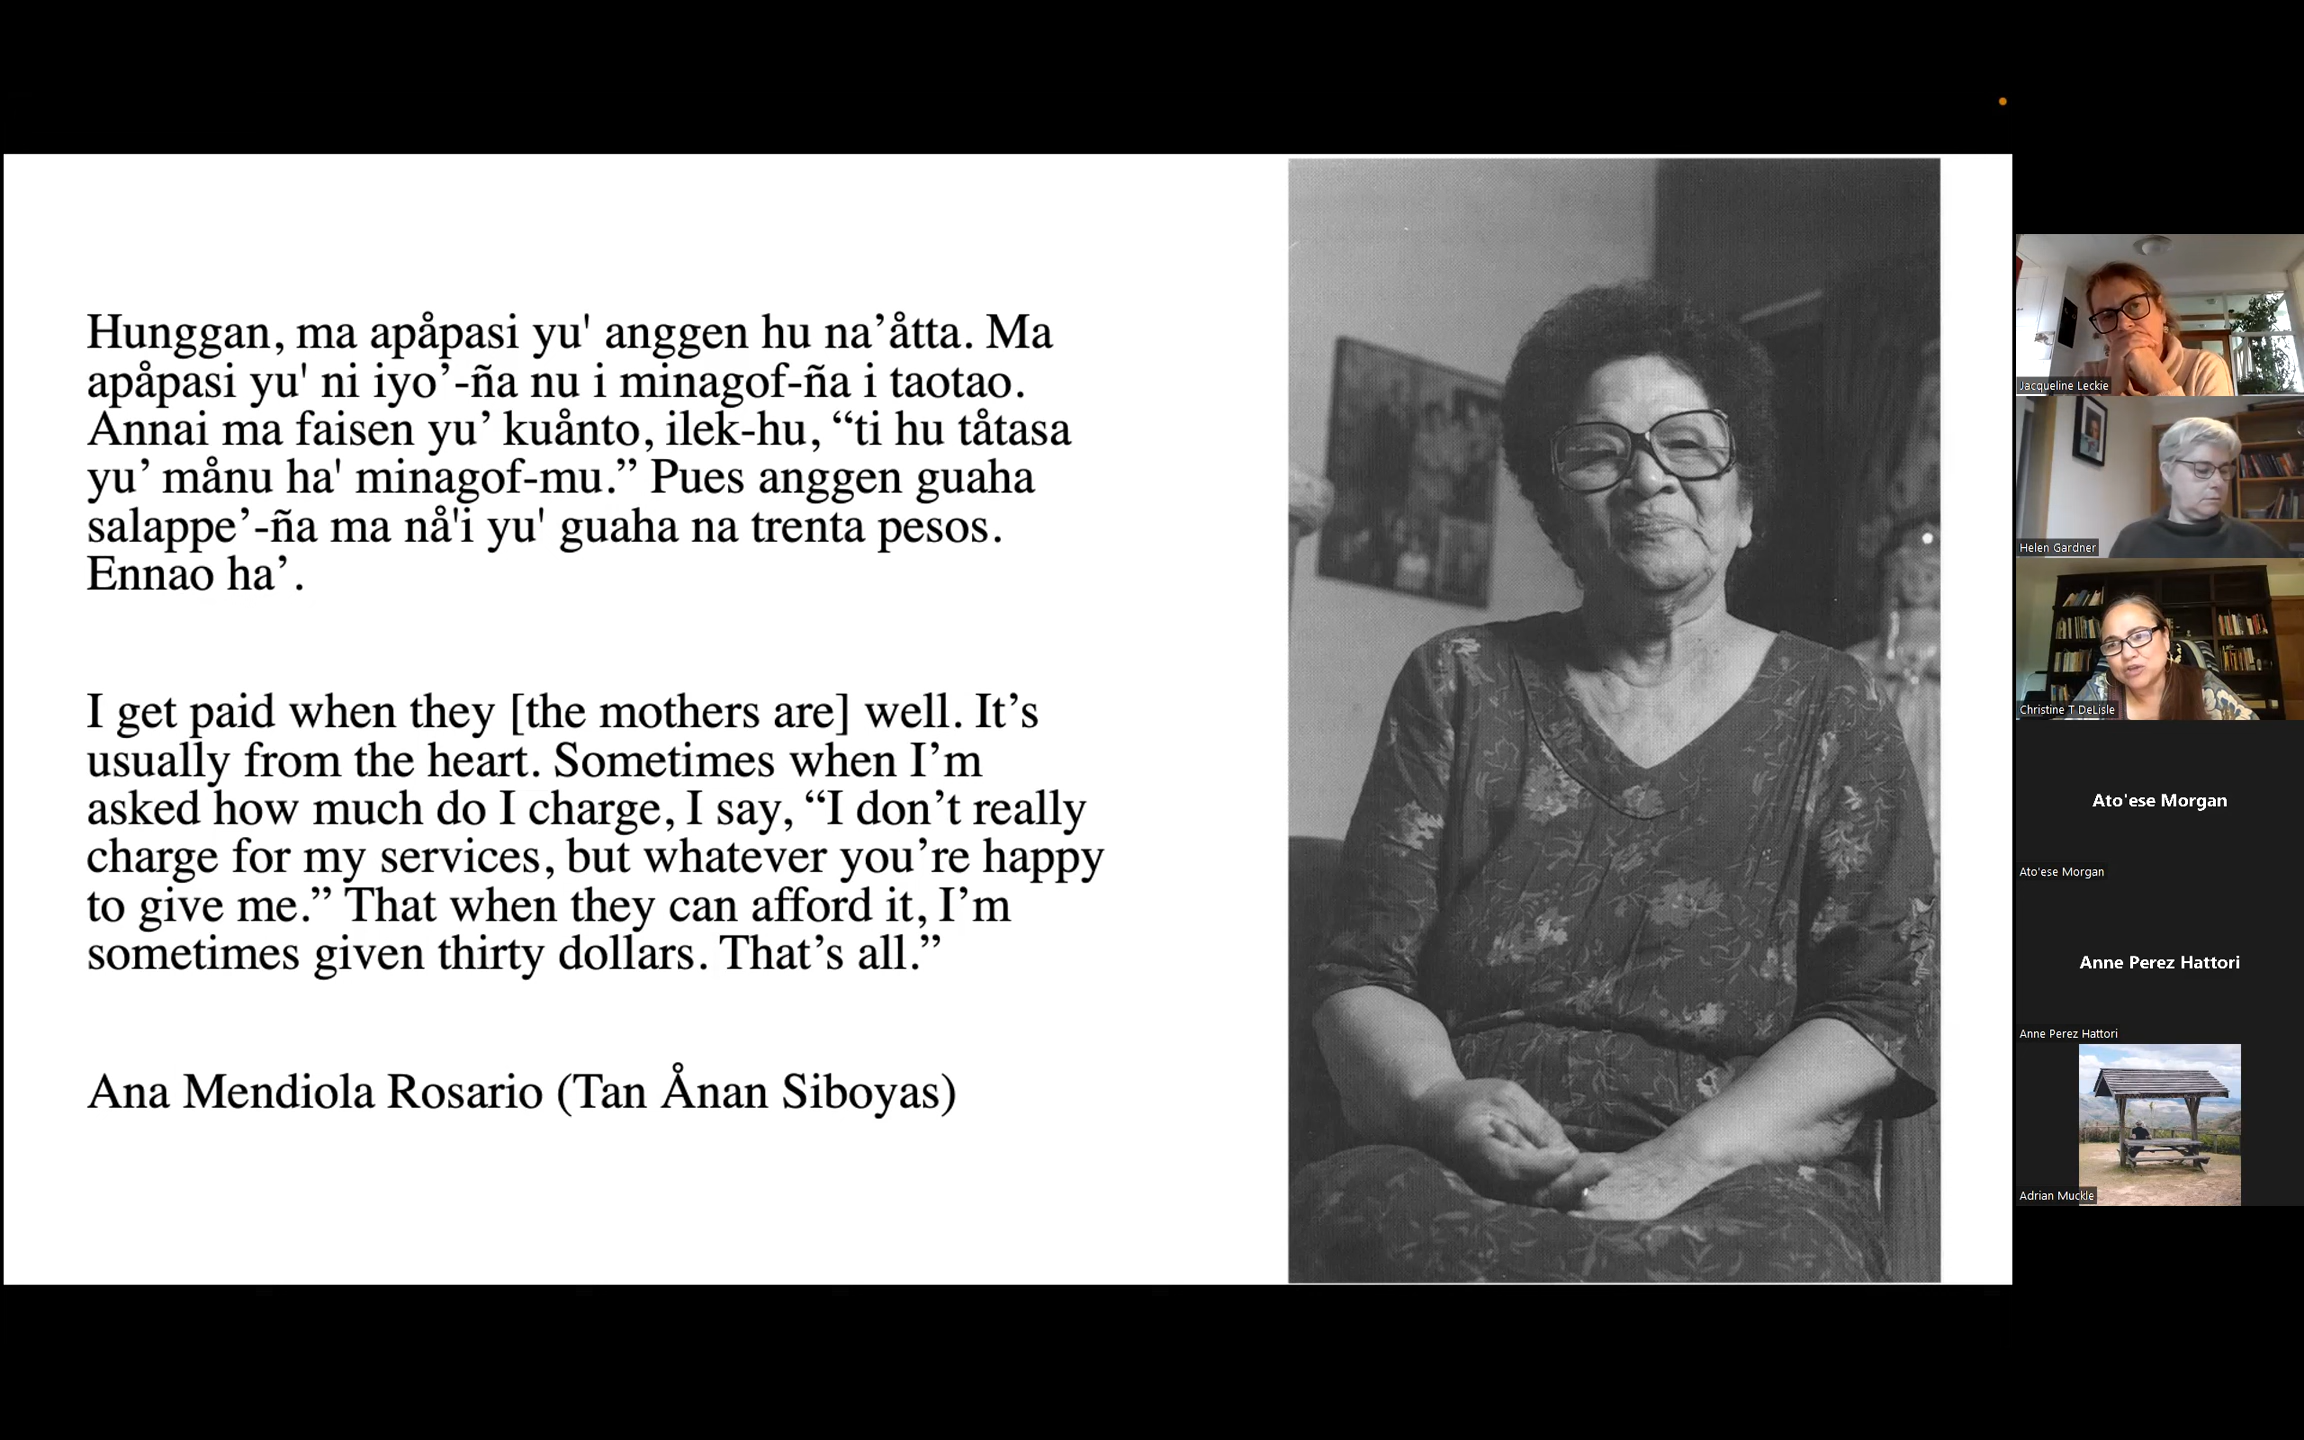 Hunggan, ma apåpasi yu' anggen hu na’åtta. Ma
apåpasi yu' ni iyo’-ña nu i minagof-ña i taotao.
Annai ma faisen yu’ kuånto, ilek-hu, “ti hu tåtasa
yu’ månu ha' minagof-mu.” Pues anggen guaha
salappe’-ña ma nå'i yu' guaha na trenta pesos.
Ennao ha’.
I get paid when they [the mothers are] well. It’s
usually from the heart. Sometimes when I’m
asked how much do I charge, I say, “I don’t really
charge for my services, but whatever you’re happy
to give me.” That when they can afford it, I’m
sometimes given thirty dollars. That’s all.”
Ana Mendiola Rosario (Tan Ånan Siboyas)
Jacqueline Leckie
Helen Gardner
Christine T DeLisle
Ato'ese Morgan
Ato'ese Morgan
Anne Perez Hattori
Anne Perez Hattori
Adrian Muckle